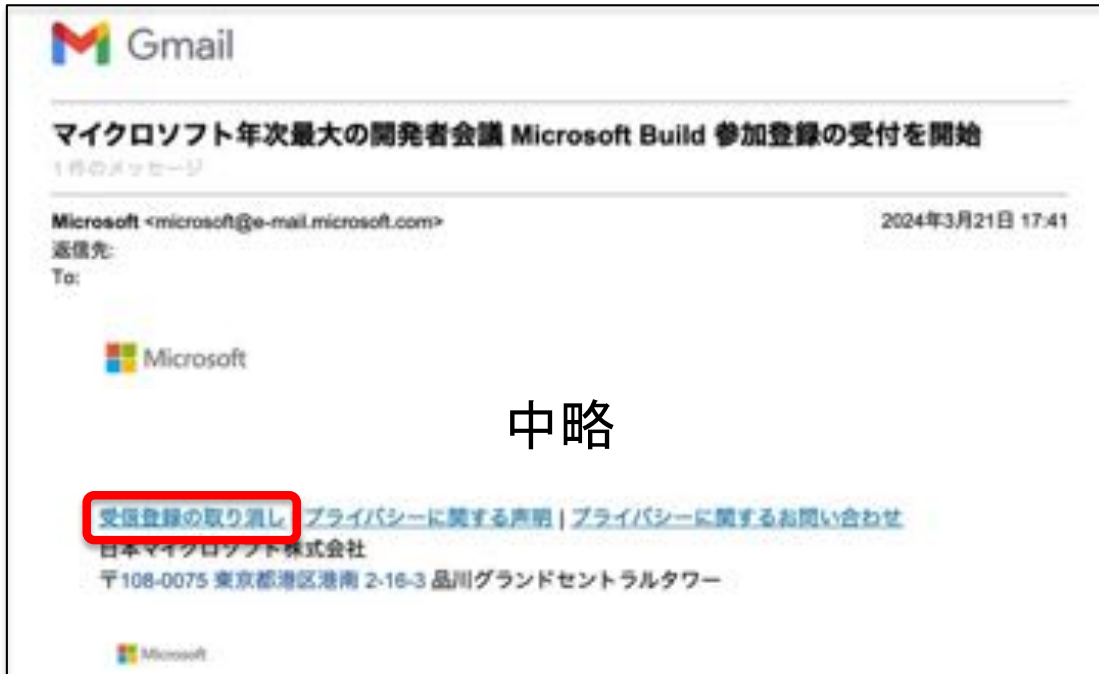 Gmail
マイクロソフト年次最大の開発者会議 Microsoft Build 参加登録の受付を開始
1件のメッセージ
Microsoft <microsoft@e-mail.microsoft.com> 2024年3月21日 17:41
返信先:
To:
Microsoft
中略
受信登録の取り消し プライバシーに関する声明 | プライバシーに関するお問い合わせ
日本マイクロソフト株式会社
〒108-0075 東京都港区港南 2-16-3 品川グランドセントラルタワー
Microsoft